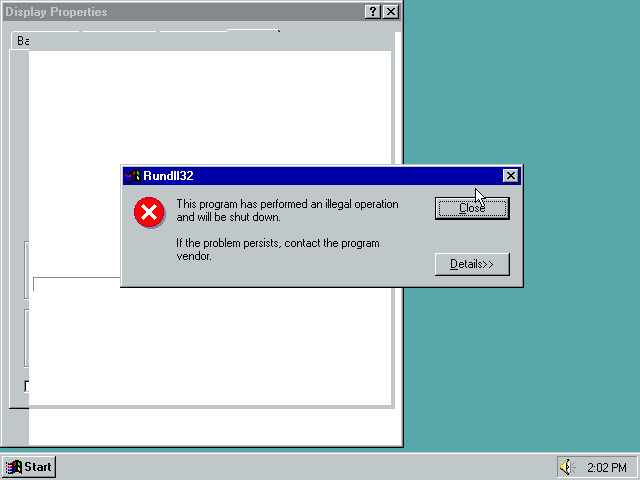 Display Properties
Ba
Rundll32
This program has performed an illegal operation
and will be shut down.
If the problem persists, contact the program
vendor.
Close
Details>>
Start
2:02 PM